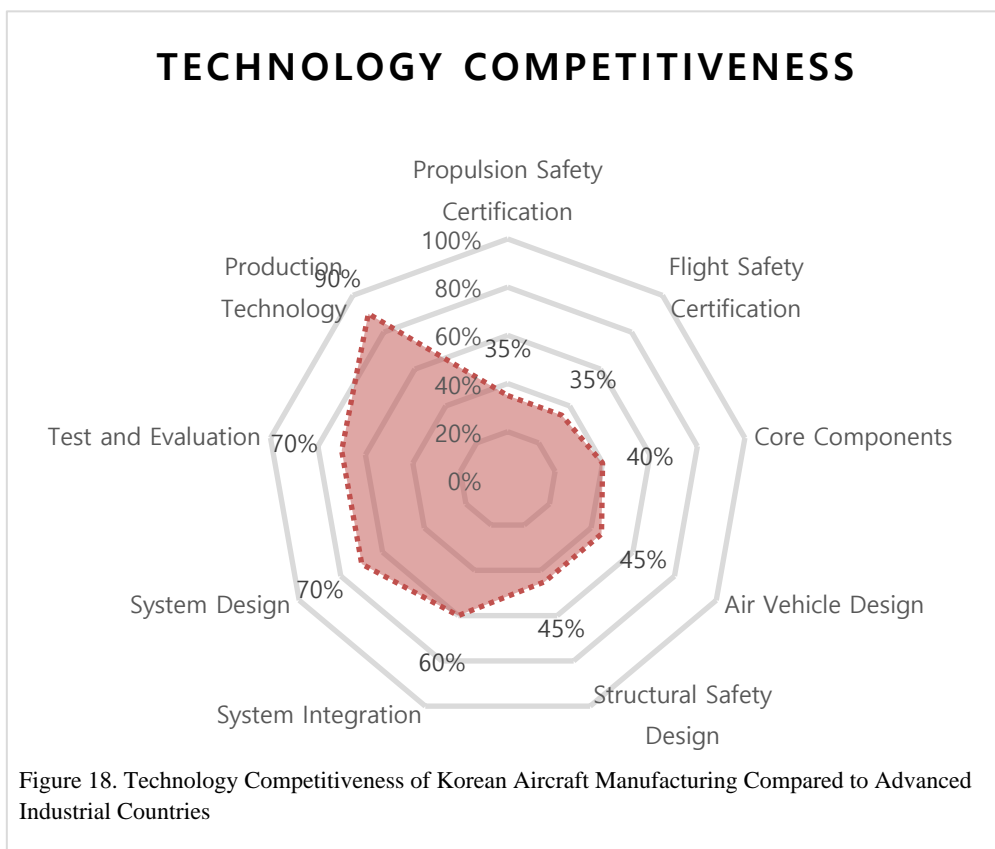 TECHNOLOGY COMPETITIVENESS
Propulsion Safety
Certification
100%
80%
60%
40%
20%
0%
Flight Safety
Certification
Core Components
Air Vehicle Design
Structural Safety
Design
System Integration
System Design
Test and Evaluation
Production
Technology
35%
35%
40%
45%
45%
60%
70%
70%
90%
Figure 18. Technology Competitiveness of Korean Aircraft Manufacturing Compared to Advanced
Industrial Countries